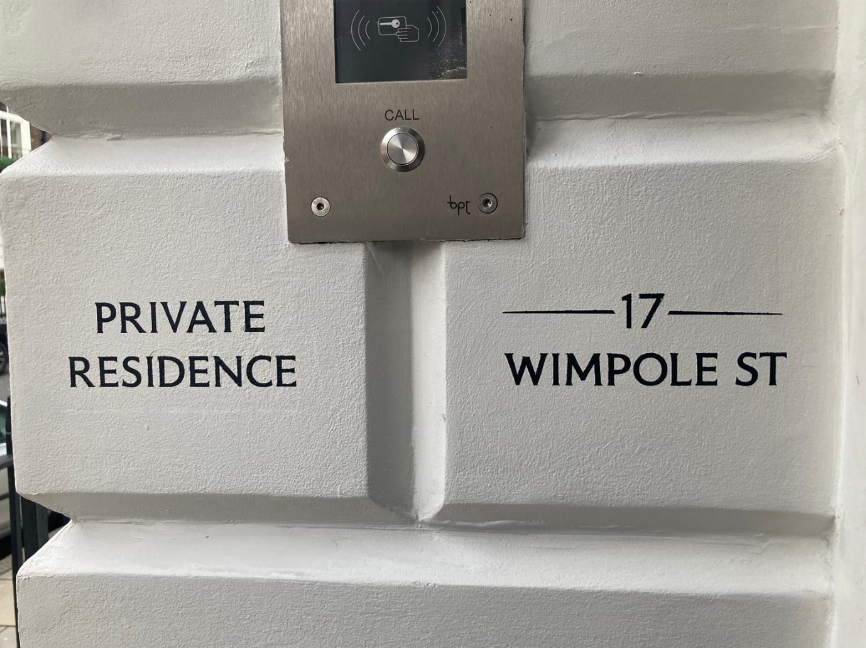 CALL
bpt
PRIVATE
RESIDENCE
17
WIMPOLE ST